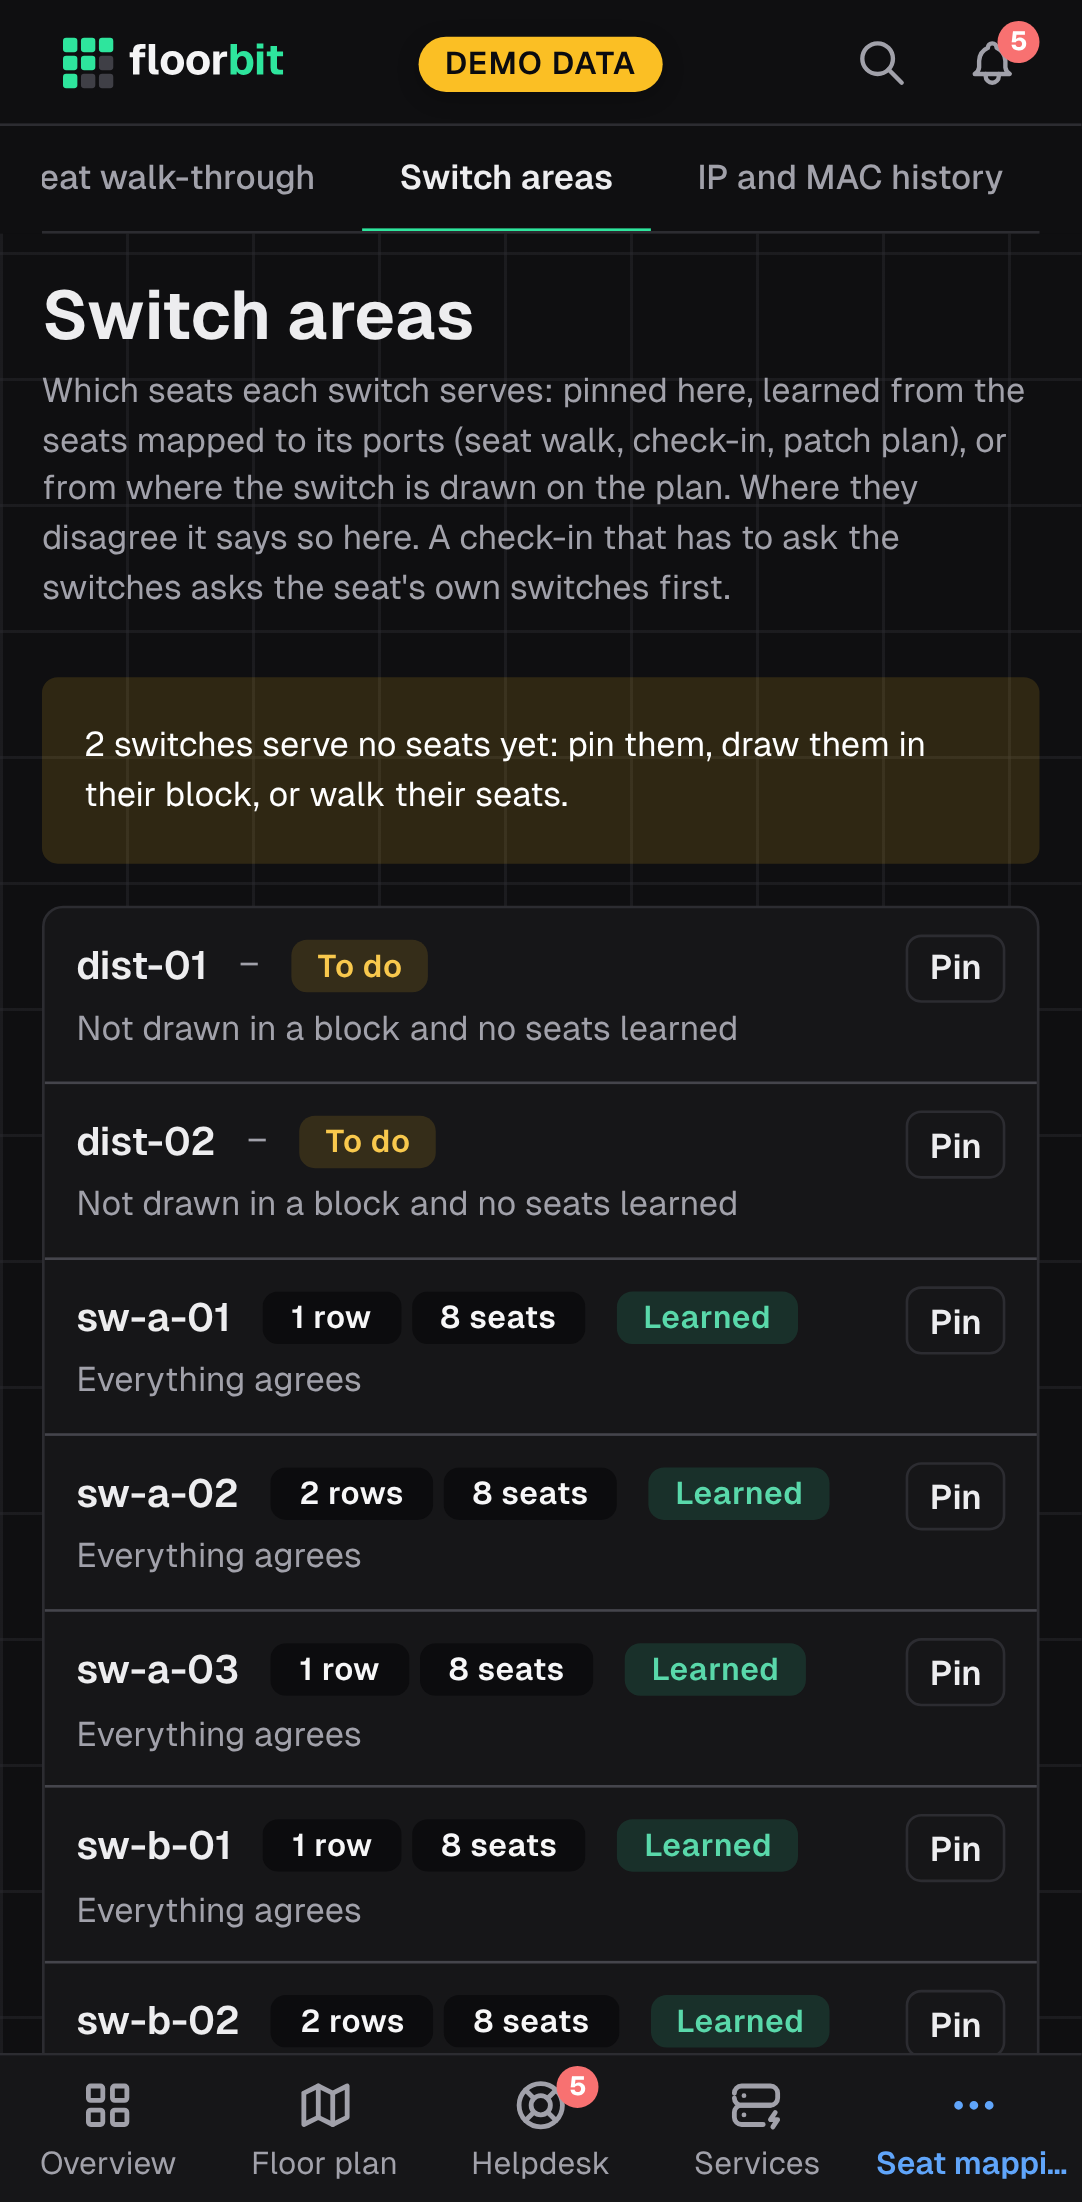 floorbit
DEMO DATA
5
eat walk-through
Switch areas
IP and MAC history
Switch areas
Which seats each switch serves: pinned here, learned from the
seats mapped to its ports (seat walk, check-in, patch plan), or
from where the switch is drawn on the plan. Where they
disagree it says so here. A check-in that has to ask the
switches asks the seat's own switches first.
2 switches serve no seats yet: pin them, draw them in
their block, or walk their seats.
dist-01 – To do Pin
Not drawn in a block and no seats learned
dist-02 – To do Pin
Not drawn in a block and no seats learned
sw-a-01 1 row 8 seats Learned Pin
Everything agrees
sw-a-02 2 rows 8 seats Learned Pin
Everything agrees
sw-a-03 1 row 8 seats Learned Pin
Everything agrees
sw-b-01 1 row 8 seats Learned Pin
Everything agrees
sw-b-02 2 rows 8 seats Learned Pin
5
Overview
Floor plan
Helpdesk
Services
Seat mappi...